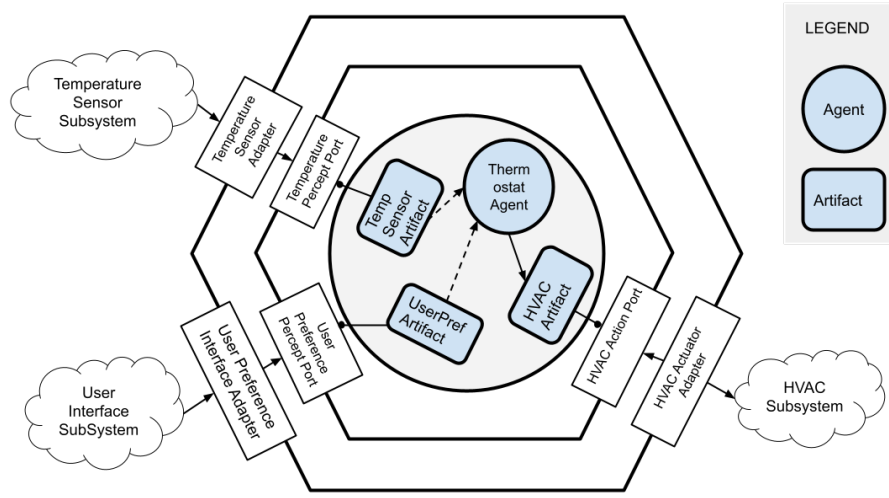 LEGEND
Agent
Artifact
Temperature
Sensor
Subsystem
Temperature
Sensor
Adapter
Temperature
Percept Port
Temp
Sensor
Artifact
Therm
ostat
Agent
UserPref
Artifact
HVAC
Artifact
User
Preference
Percept Port
User Preference
Interface Adapter
User
Interface
SubSystem
HVAC Action Port
HVAC Actuator
Adapter
HVAC
Subsystem